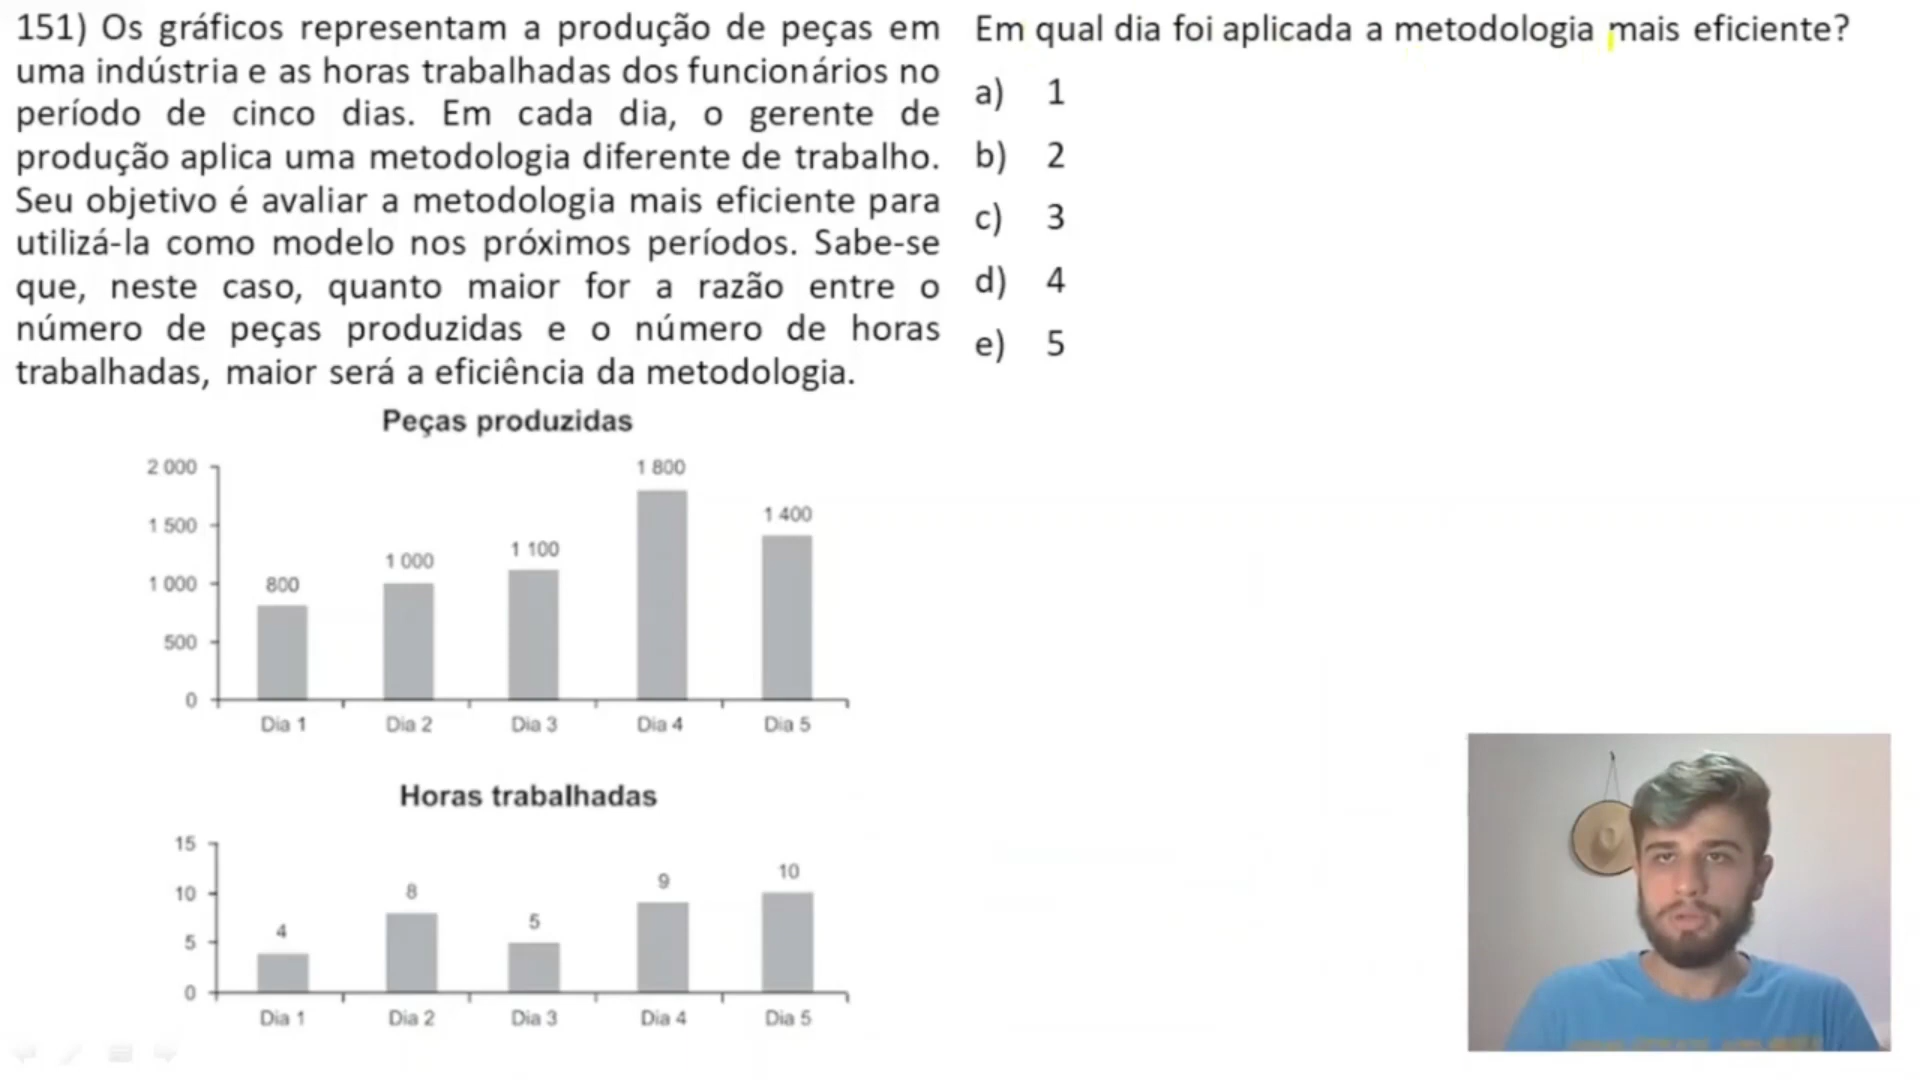 151) Os gráficos representam a produção de peças em
uma indústria e as horas trabalhadas dos funcionários no
período de cinco dias. Em cada dia, o gerente de
produção aplica uma metodologia diferente de trabalho.
Seu objetivo é avaliar a metodologia mais eficiente para
utilizá-la como modelo nos próximos períodos. Sabe-se
que, neste caso, quanto maior for a razão entre o
número de peças produzidas e o número de horas
trabalhadas, maior será a eficiência da metodologia.
Peças produzidas
2 000
1 500
1 000
500
0
800
1 000
1 100
1 800
1 400
Dia 1
Dia 2
Dia 3
Dia 4
Dia 5
Horas trabalhadas
15
10
5
0
4
8
5
9
10
Dia 1
Dia 2
Dia 3
Dia 4
Dia 5
Em qual dia foi aplicada a metodologia mais eficiente?
a) 1
b) 2
c) 3
d) 4
e) 5